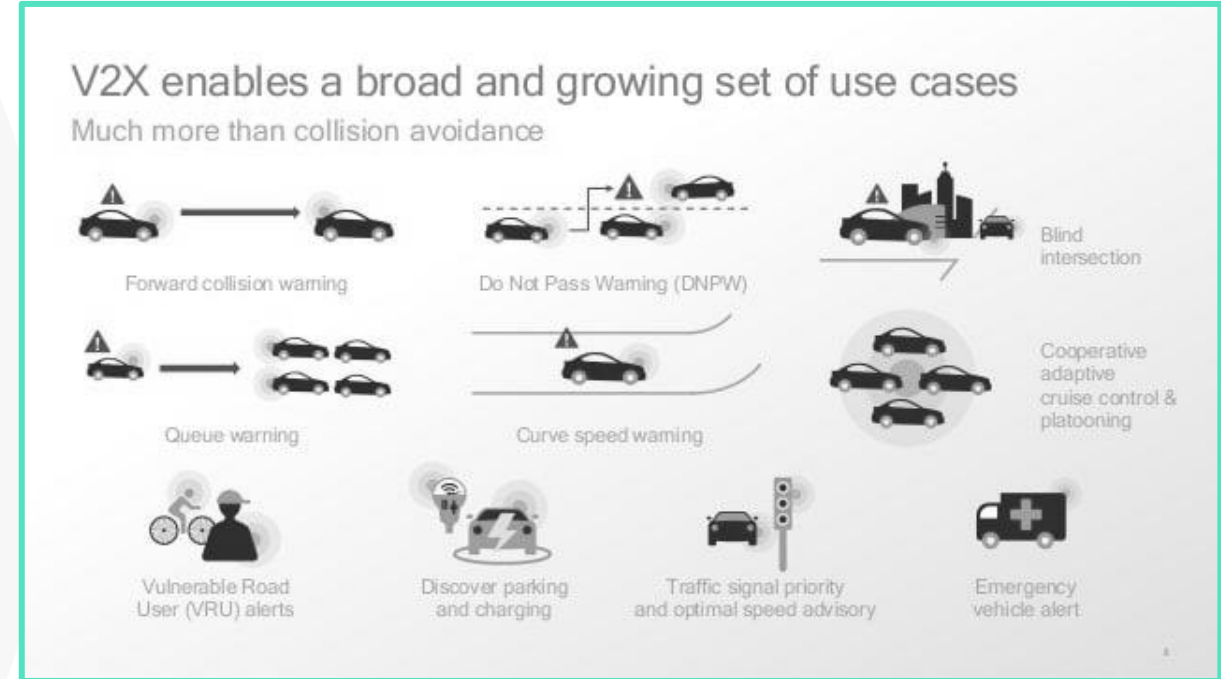 V2X enables a broad and growing set of use cases
Much more than collision avoidance
Forward collision warning
Do Not Pass Warning (DNPW)
Blind
intersection
Queue warning
Curve speed warning
Cooperative
adaptive
cruise control &
platooning
Vulnerable Road
User (VRU) alerts
Discover parking
and charging
Traffic signal priority
and optimal speed advisory
Emergency
vehicle alert